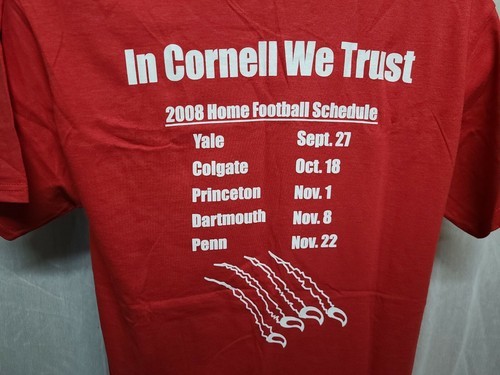 In Cornell We Trust
2008 Home Football Schedule
Yale Sept. 27
Colgate Oct. 18
Princeton Nov. 1
Dartmouth Nov. 8
Penn Nov. 22